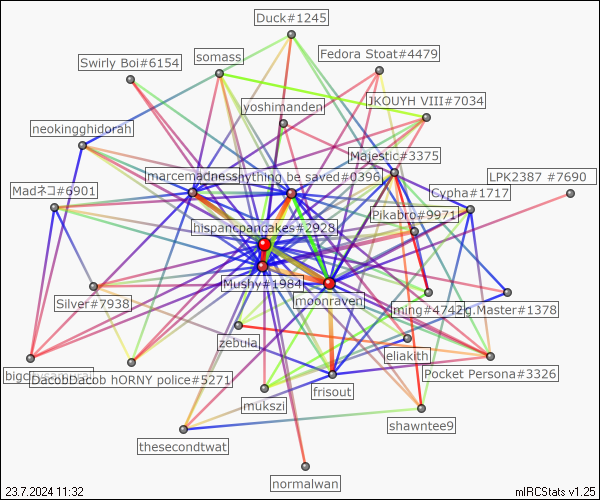 Duck#1245
somass
Fedora Stoat#4479
Swirly Boi#6154
yoshimanden
JKOUYH VIII#7034
neokingghidorah
Majestic#3375
marcemadness
nything be saved#0396
LPK2387 #7690
Madネコ#6901
Cypha#1717
Pikabro#9971
hispancpancakes#2928
Mushy#1984
moonraven
Silver#7938
ming#4742
g.Master#1378
zebula
eliakith
bigc
DacobDacob hORNY police#5271
Pocket Persona#3326
frisout
mukszi
shawntee9
thesecondtwat
normalwan
23.7.2024 11:32
mIRCStats v1.25